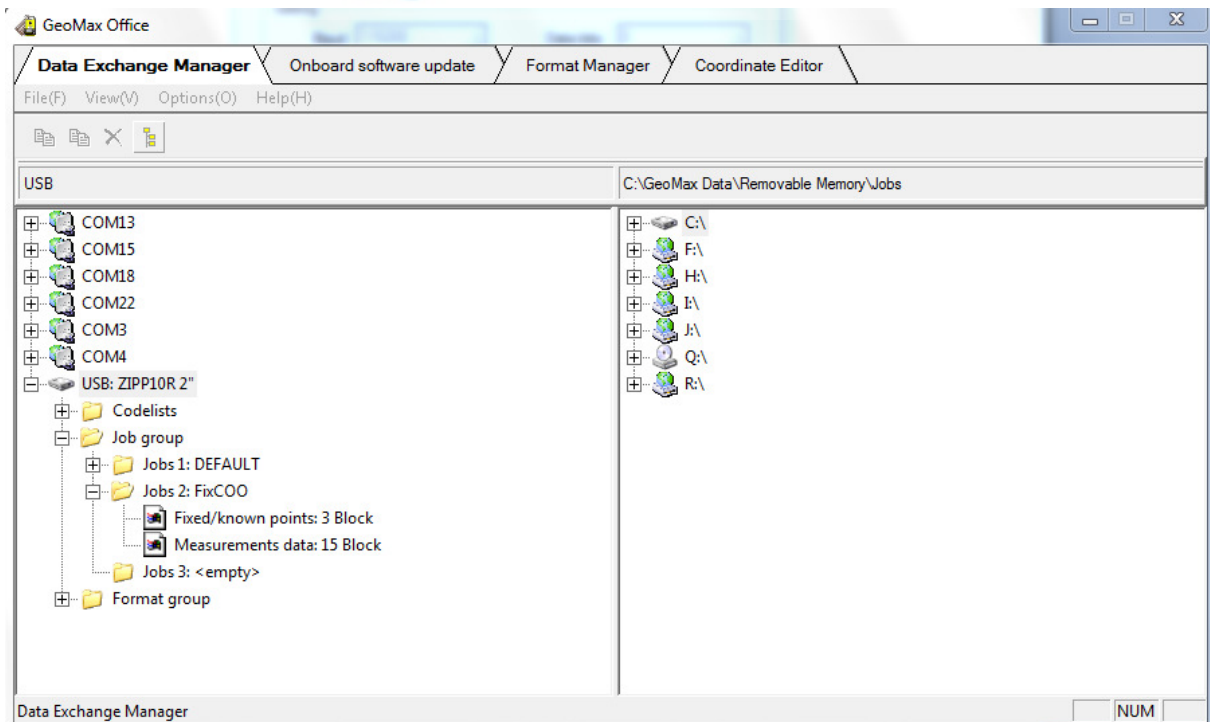 GeoMax Office
Data Exchange Manager Onboard software update Format Manager Coordinate Editor
File(F) View(V) Options(O) Help(H)
USB
C:\GeoMax Data\Removable Memory\Jobs
COM13
COM15
COM18
COM22
COM3
COM4
USB: ZIPP10R 2"
Codelists
Job group
Jobs 1: DEFAULT
Jobs 2: FixCOO
Fixed/known points: 3 Block
Measurements data: 15 Block
Jobs 3: <empty>
Format group
C:\
F:\
H:\
I:\
J:\
Q:\
R:\
Data Exchange Manager
NUM